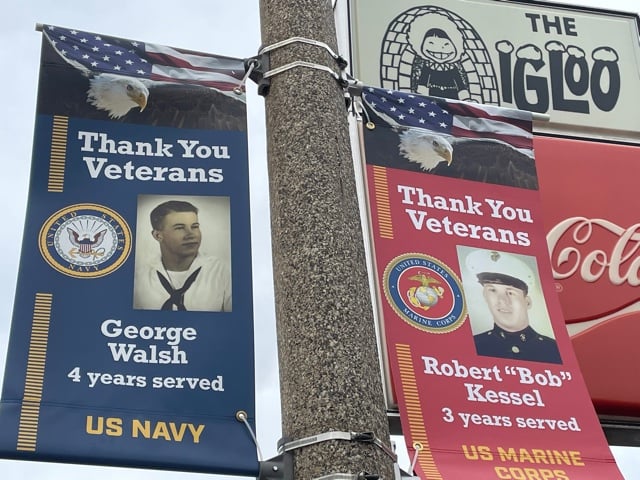 THE
IGLOO
Coca-Cola
Thank You
Veterans
UNITED STATES
NAVY
George
Walsh
4 years served
US NAVY
Thank You
Veterans
UNITED STATES
MARINE CORPS
Robert “Bob”
Kessel
3 years served
US MARINE
CORPS